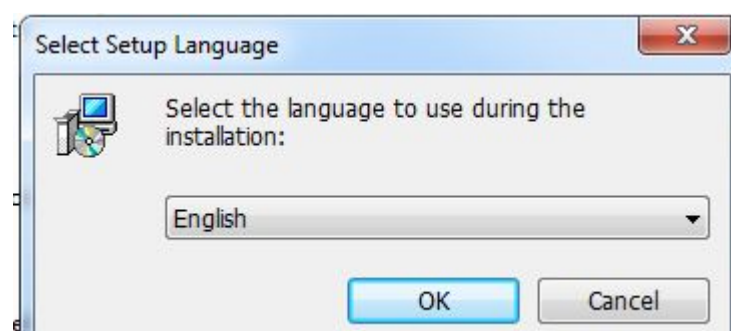 Select Setup Language
Select the language to use during the
installation:
English
OK
Cancel